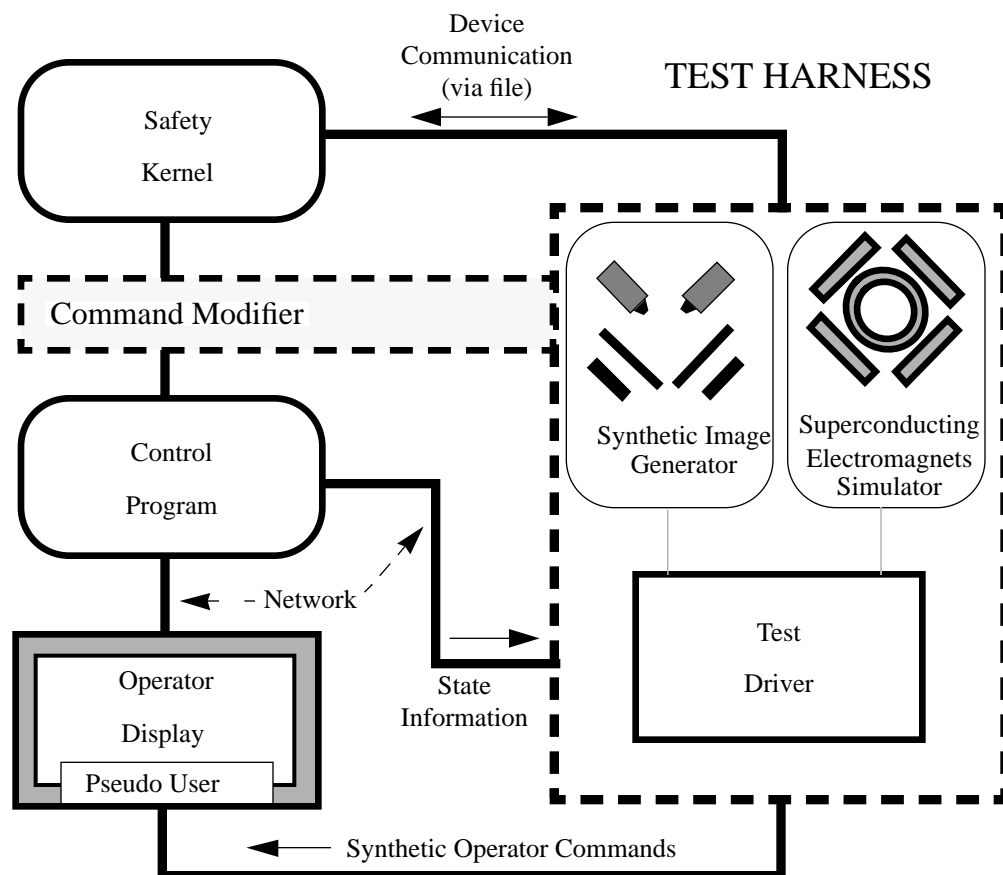 Device
Communication
(via file)
TEST HARNESS
Safety
Kernel
Command Modifier
Control
Program
Synthetic Image
Generator
Superconducting
Electromagnets
Simulator
Network
Test
Driver
State
Information
Operator
Display
Pseudo User
Synthetic Operator Commands